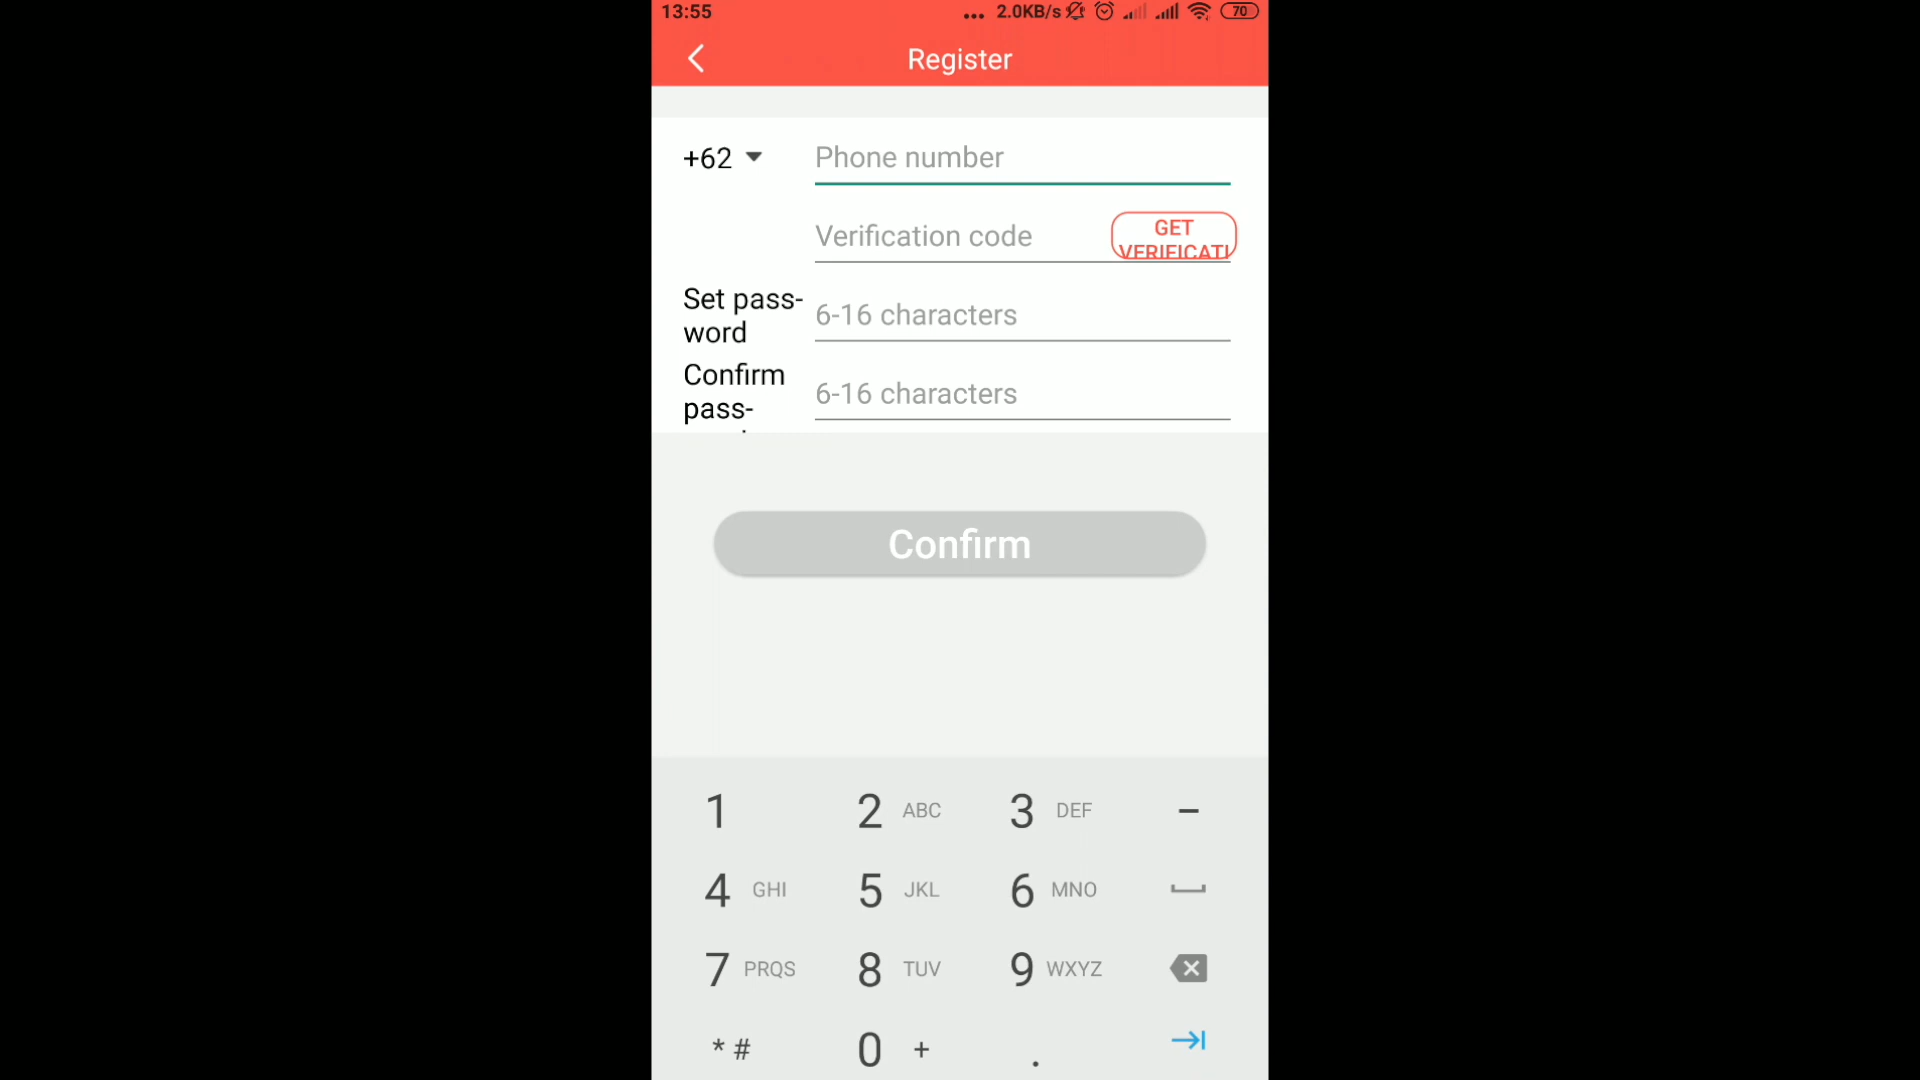 13:55 ... 2.0KB/s 70
Register
+62 Phone number
Verification code
GET
VERIFICATI
Set pass-
word
6-16 characters
Confirm
pass-
6-16 characters
Confirm
1 2 ABC 3 DEF -
4 GHI 5 JKL 6 MNO
7 PRQS 8 TUV 9 WXYZ
* # 0 + .